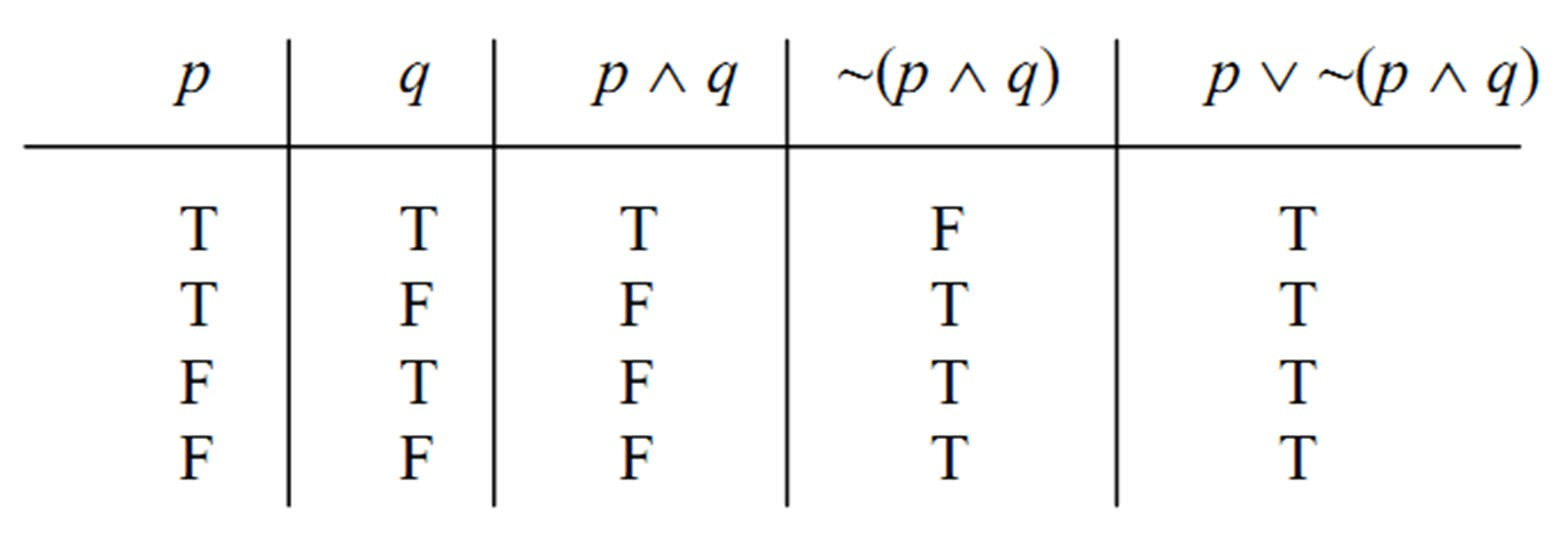 p q p ∧ q ~(p ∧ q) p ∨ ~(p ∧ q)
T T T F T
T F F T T
F T F T T
F F F T T